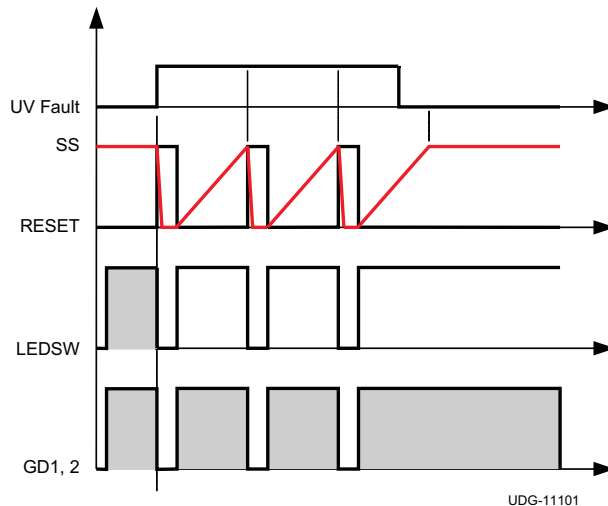 UV Fault
SS
RESET
LEDSW
GD1, 2
UDG-11101